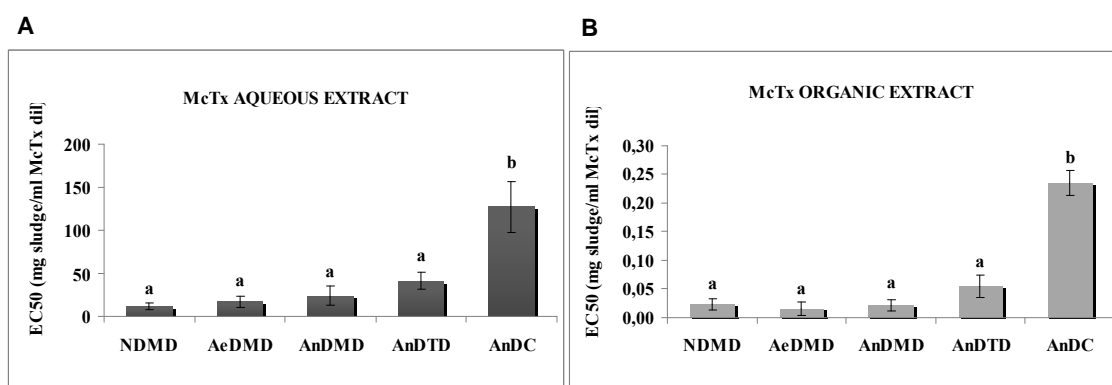 A
McTx AQUEOUS EXTRACT
EC50 (mg sludge/ml McTx dil)
200
150
100
50
0
a
a
a
a
b
NDMD AeDMD AnDMD AnDTD AnDC
B
McTx ORGANIC EXTRACT
EC50 (mg sludge/ml McTx dil)
0,30
0,25
0,20
0,15
0,10
0,05
0,00
a
a
a
a
b
NDMD AeDMD AnDMD AnDTD AnDC